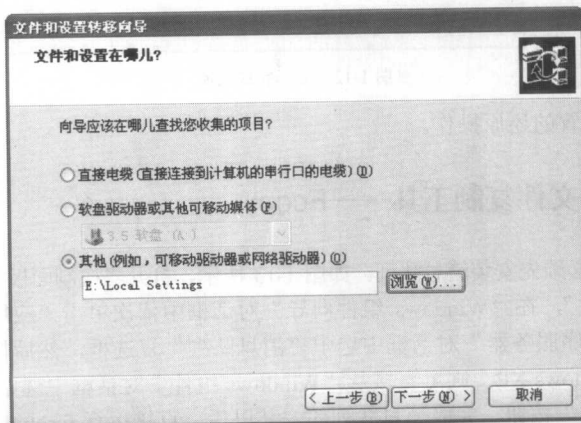 文件和设置转移向导
文件和设置在哪儿?
向导应该在哪儿查找您收集的项目?
直接电缆(直接连接到计算机的串行口的电缆)(D)
软盘驱动器或其他可移动媒体(F)
3.5 软盘 (A:)
其他(例如,可移动驱动器或网络驱动器)(O)
E:\Local Settings
浏览(W)...
< 上一步(B) 下一步(N) > 取消